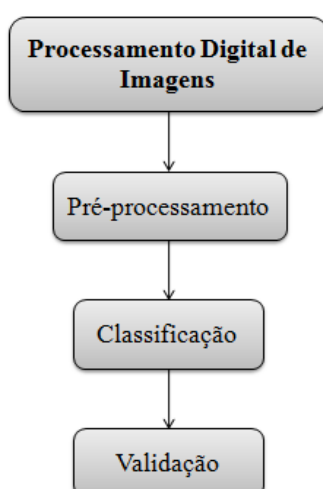 Processamento Digital de
Imagens
Pré-processamento
Classificação
Validação